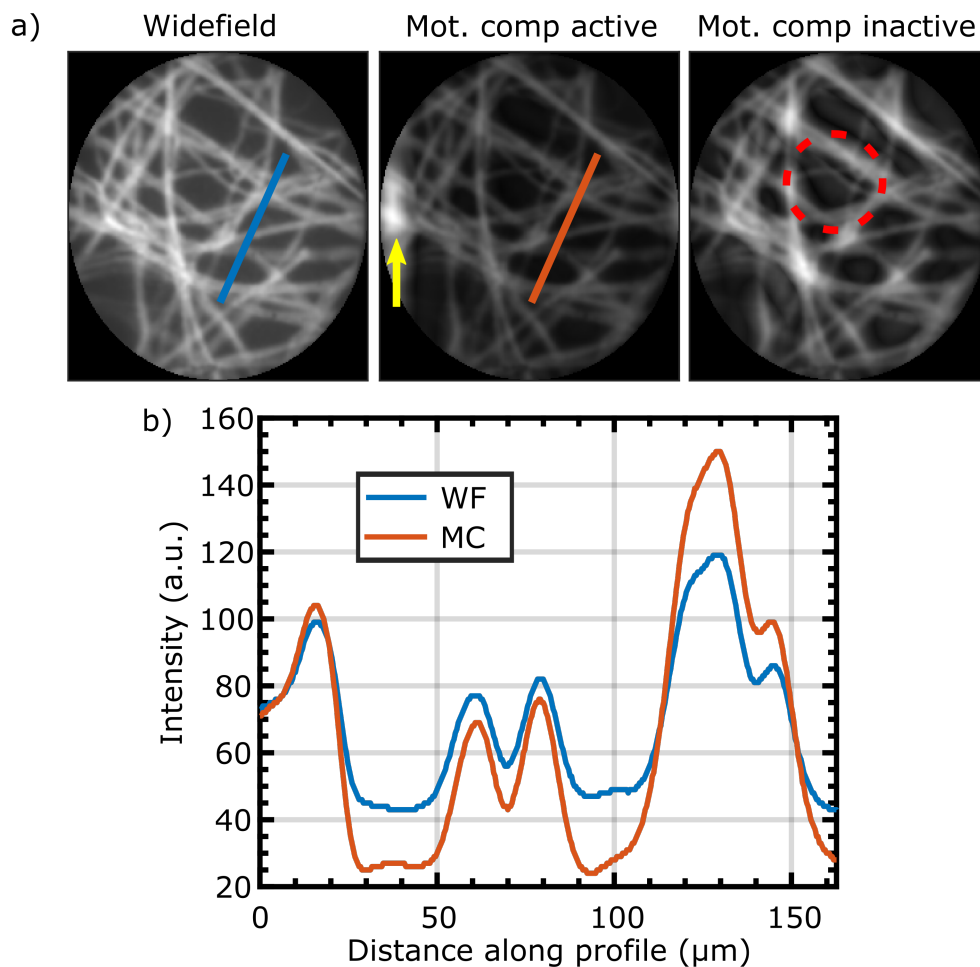 a)
Widefield
Mot. comp active
Mot. comp inactive
b)
160
140
120
100
80
60
40
20
Intensity (a.u.)
WF
MC
0
50
100
150
Distance along profile (µm)